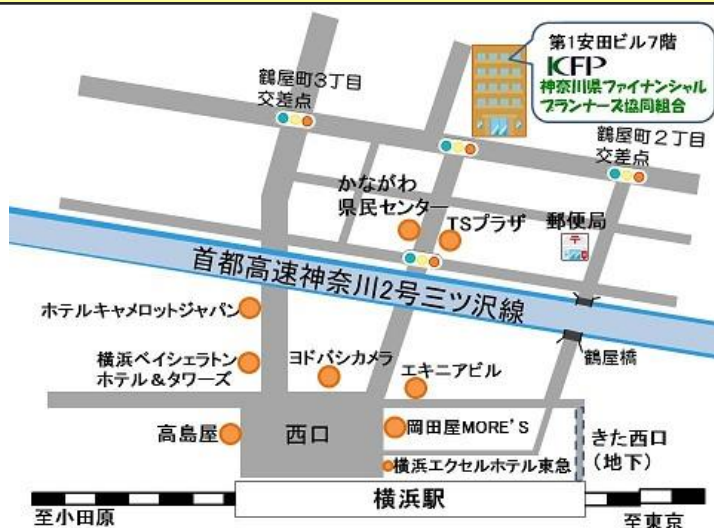 第1安田ビル7階
KFP
神奈川県ファイナンシャル
プランナーズ協同組合
鶴屋町3丁目
交差点
鶴屋町2丁目
交差点
かながわ
県民センター
TSプラザ
郵便局
〒
首都高速神奈川2号三ツ沢線
ホテルキャメロットジャパン
横浜ベイシェラトン
ホテル&タワーズ
ヨドバシカメラ
エキニアビル
鶴屋橋
高島屋
西口
岡田屋MORE'S
きた西口
(地下)
横浜エクセルホテル東急
横浜駅
至小田原
至東京